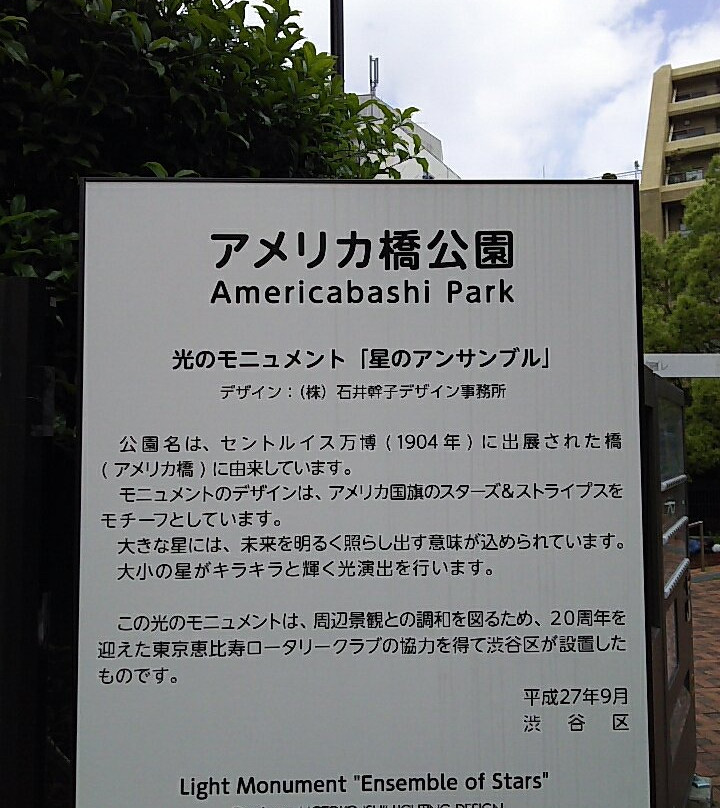 アメリカ橋公園
Americabashi Park
光のモニュメント「星のアンサンブル」
デザイン：（株）石井幹子デザイン事務所
公園名は、セントルイス万博(1904年)に出展された橋
(アメリカ橋)に由来しています。
モニュメントのデザインは、アメリカ国旗のスターズ&ストライプスを
モチーフとしています。
大きな星には、未来を明るく照らし出す意味が込められています。
大小の星がキラキラと輝く光演出を行います。
この光のモニュメントは、周辺景観との調和を図るため、20周年を
迎えた東京恵比寿ロータリークラブの協力を得て渋谷区が設置した
ものです。
平成27年9月
渋谷区
Light Monument "Ensemble of Stars"